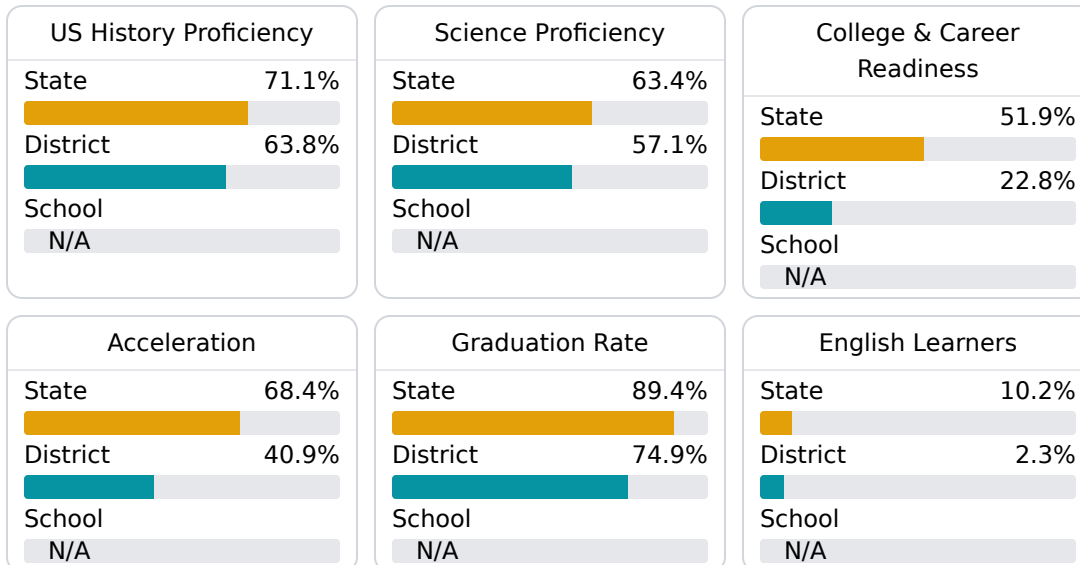 US History Proficiency
State 71.1%
District 63.8%
School
N/A
Science Proficiency
State 63.4%
District 57.1%
School
N/A
College & Career
Readiness
State 51.9%
District 22.8%
School
N/A
Acceleration
State 68.4%
District 40.9%
School
N/A
Graduation Rate
State 89.4%
District 74.9%
School
N/A
English Learners
State 10.2%
District 2.3%
School
N/A